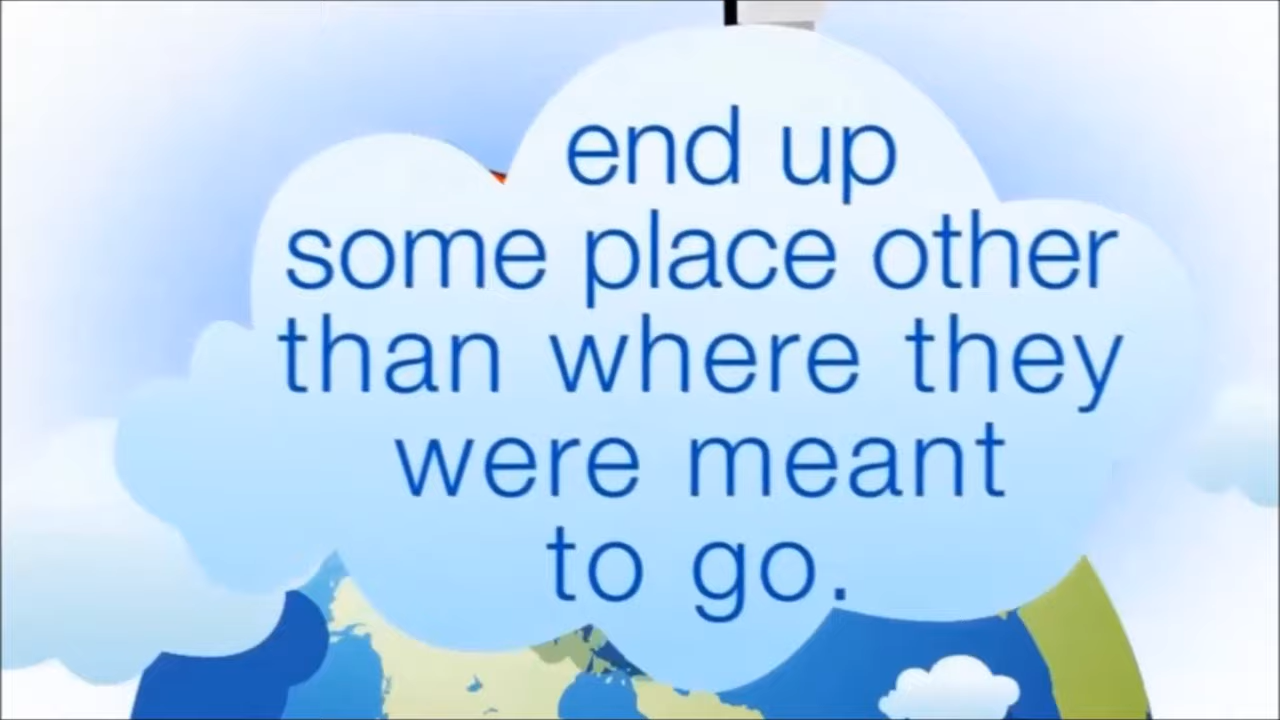 end up
some place other
than where they
were meant
to go.